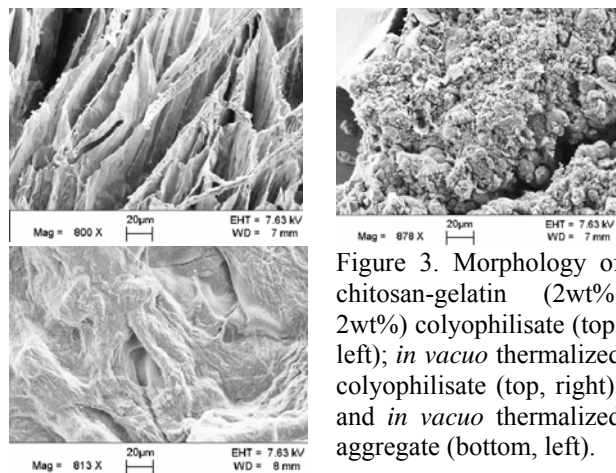 20µm
EHT = 7.63 kV
Mag = 800 X
WD = 7 mm
20µm
EHT = 7.63 kV
Mag = 878 X
WD = 7 mm
Figure 3. Morphology of
chitosan-gelatin (2wt%
2wt%) colyophilisate (top
left); in vacuo thermalized
colyophilisate (top, right)
and in vacuo thermalized
aggregate (bottom, left).
20µm
EHT = 7.63 kV
Mag = 813 X
WD = 8 mm